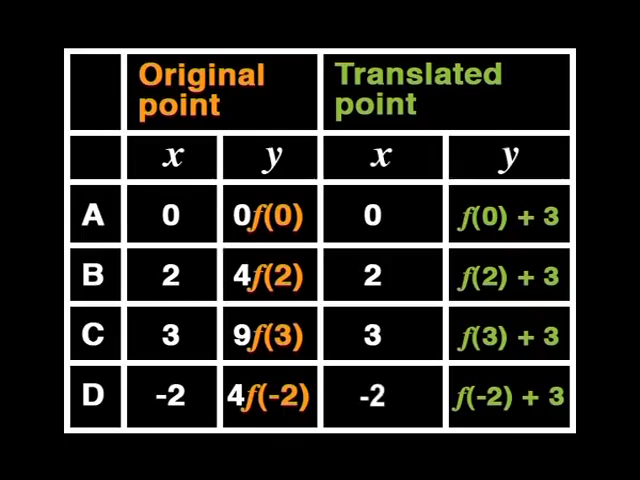 Original point Translated point
x y x y
A 0 0f(0) 0 f(0) + 3
B 2 4f(2) 2 f(2) + 3
C 3 9f(3) 3 f(3) + 3
D -2 4f(-2) -2 f(-2) + 3